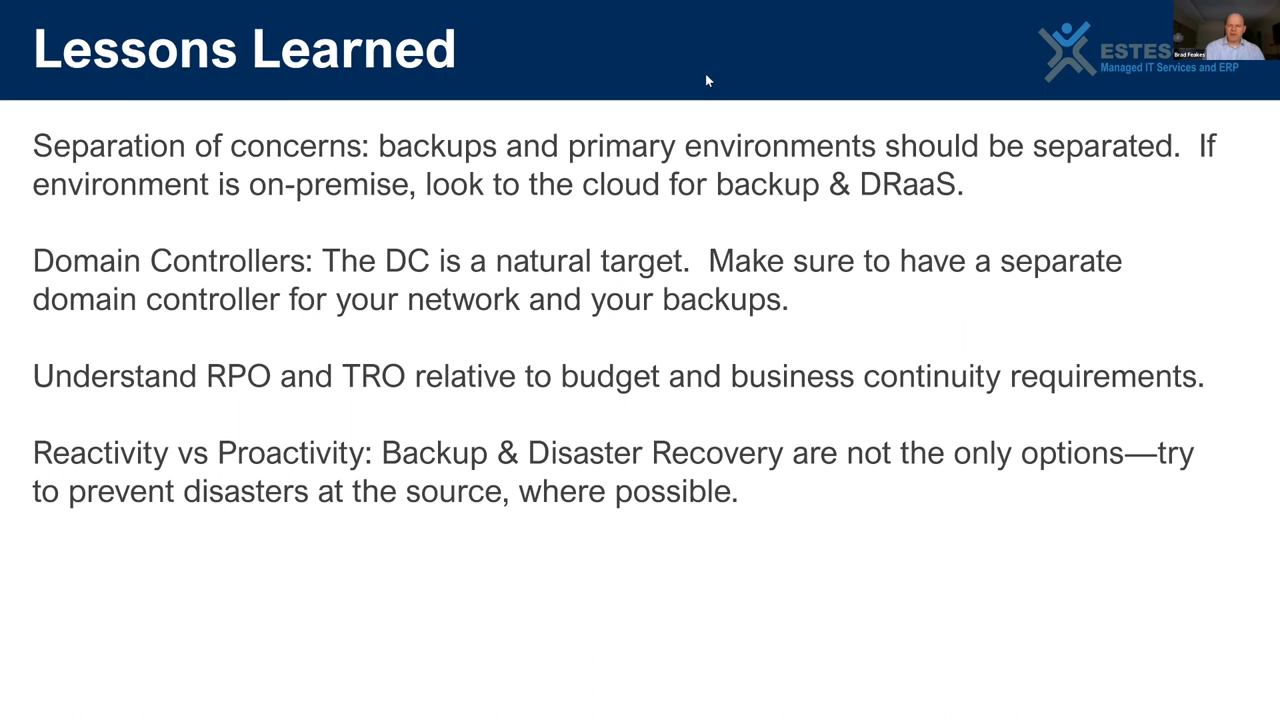 Lessons Learned
ESTES
Managed IT Services and ERP
Brad Feakes
Separation of concerns: backups and primary environments should be separated.  If
environment is on-premise, look to the cloud for backup & DRaaS.
Domain Controllers: The DC is a natural target.  Make sure to have a separate
domain controller for your network and your backups.
Understand RPO and TRO relative to budget and business continuity requirements.
Reactivity vs Proactivity: Backup & Disaster Recovery are not the only options—try
to prevent disasters at the source, where possible.